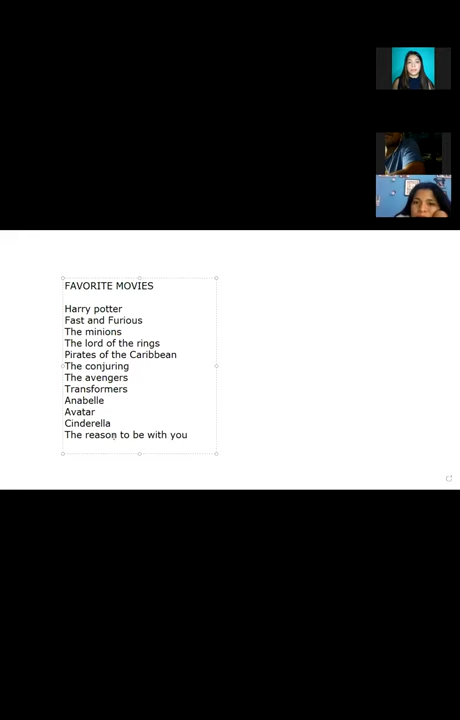 FAVORITE MOVIES
Harry potter
Fast and Furious
The minions
The lord of the rings
Pirates of the Caribbean
The conjuring
The avengers
Transformers
Anabelle
Avatar
Cinderella
The reason to be with you